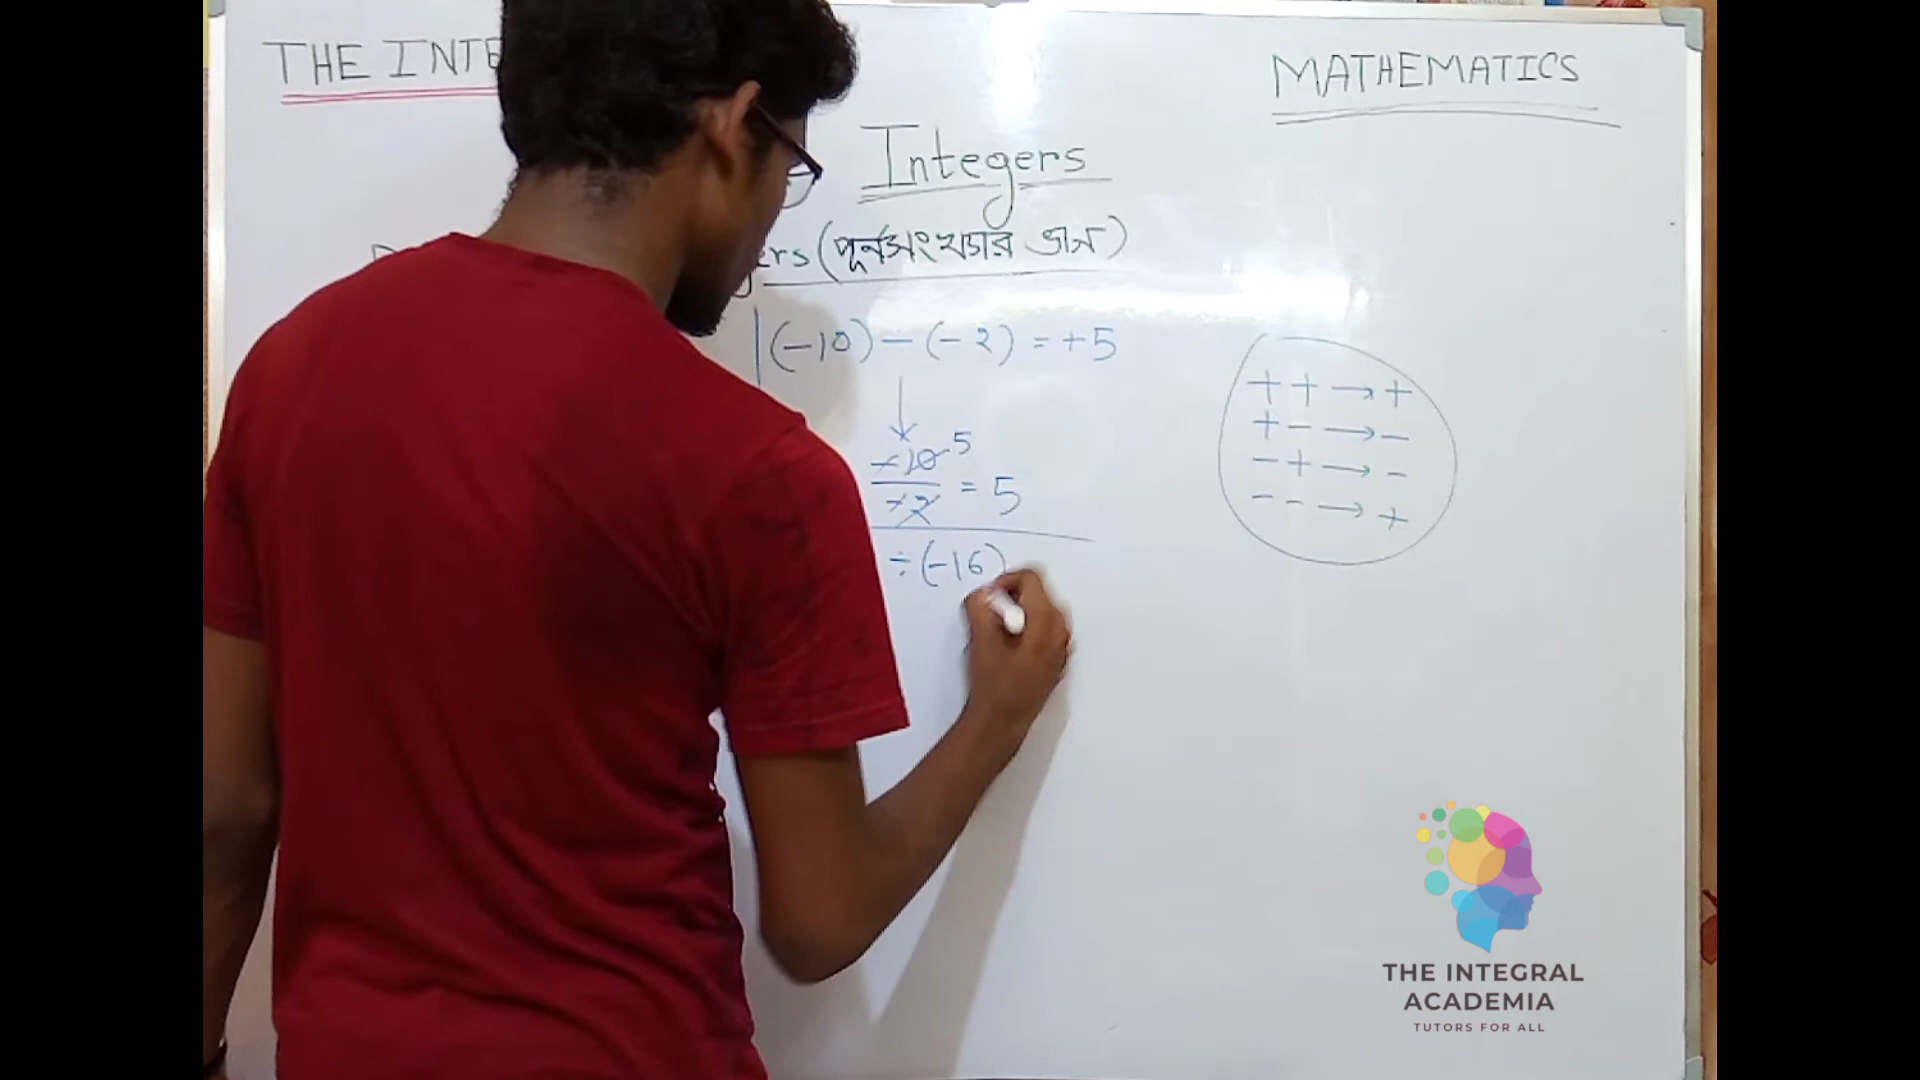 THE INTE
MATHEMATICS
Integers
ers (পূর্নসংখ্যার ভাগ)
(-10) - (-2) = +5
-10 5
-2 = 5
÷ (-16)
+ + → +
+ - → -
- + → -
- - → +
THE INTEGRAL
ACADEMIA
TUTORS FOR ALL